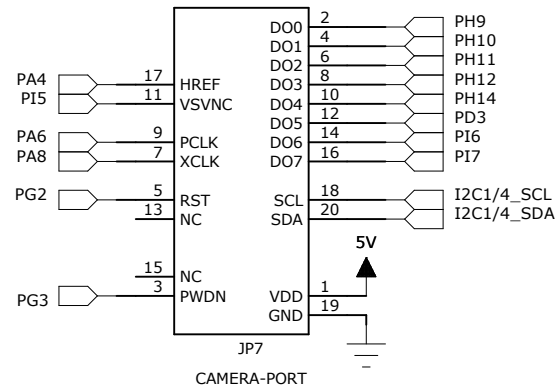 PH9
2
DO0
PH10
4
DO1
PH11
6
DO2
PA4 17 HREF DO3 8 PH12
PI5 11 VSVNC DO4 10 PH14
DO5 12 PD3
PA6 9 PCLK DO6 14 PI6
PA8 7 XCLK DO7 16 PI7
PG2 5 RST SCL 18 I2C1/4_SCL
13 NC SDA 20 I2C1/4_SDA
5V
15 NC
PG3 3 PWDN VDD 1
GND 19
JP7
CAMERA-PORT